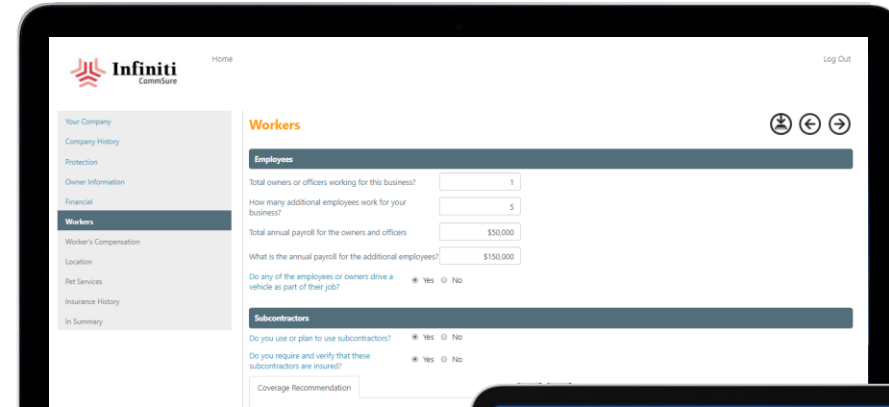 Infiniti
CommSure
Home
Log Out
Your Company
Company History
Protection
Owner Information
Financial
Workers
Worker's Compensation
Location
Pet Services
Insurance History
In Summary
Workers
Employees
Total owners or officers working for this business?
1
How many additional employees work for your
business?
5
Total annual payroll for the owners and officers
$50,000
What is the annual payroll for the additional employees?
$150,000
Do any of the employees or owners drive a
vehicle as part of their job?
Yes No
Subcontractors
Do you use or plan to use subcontractors?
Yes No
Do you require and verify that these
subcontractors are insured?
Yes No
Coverage Recommendation